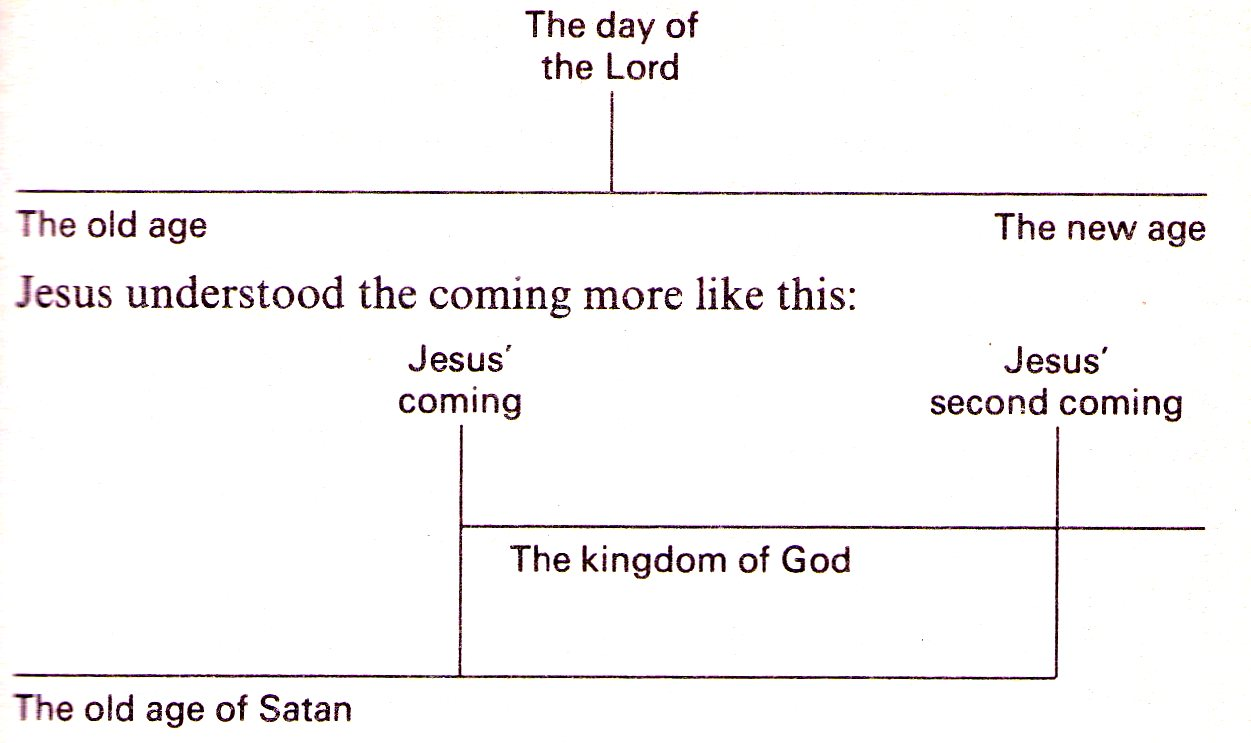 The day of
the Lord
The old age
The new age
Jesus understood the coming more like this:
Jesus’
coming
Jesus’
second coming
The kingdom of God
The old age of Satan